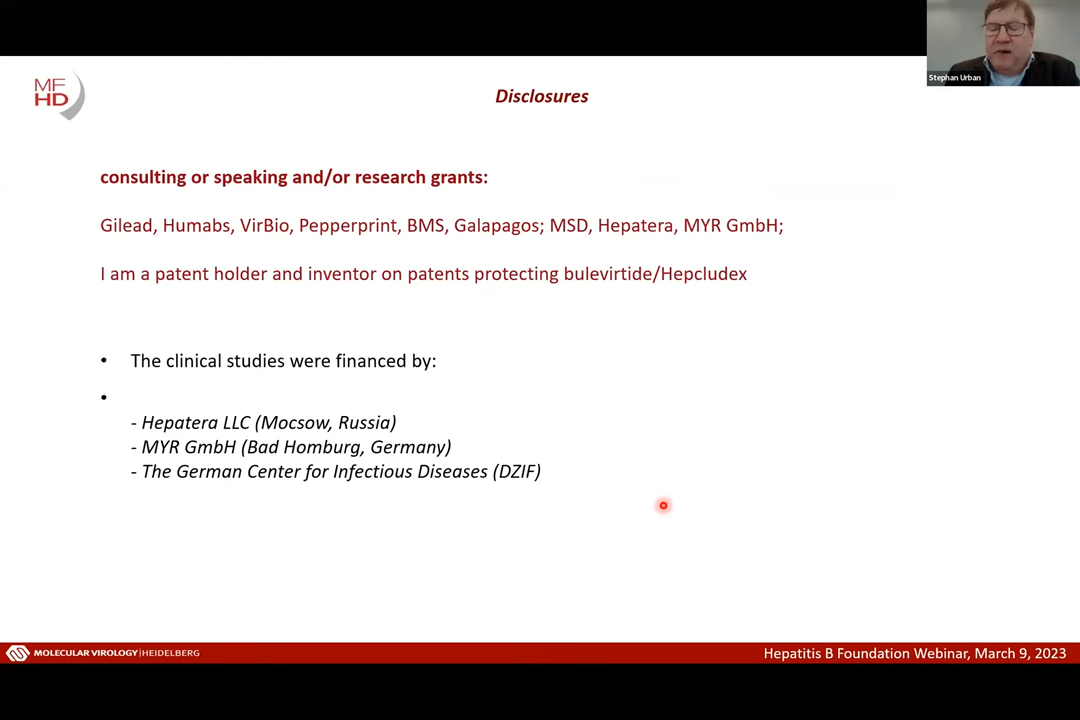 Stephan Urban
MF
HD
Disclosures
consulting or speaking and/or research grants:
Gilead, Humabs, VirBio, Pepperprint, BMS, Galapagos; MSD, Hepatera, MYR GmbH;
I am a patent holder and inventor on patents protecting bulevirtide/Hepcludex
• The clinical studies were financed by:
•
- Hepatera LLC (Mocsow, Russia)
- MYR GmbH (Bad Homburg, Germany)
- The German Center for Infectious Diseases (DZIF)
MOLECULAR VIROLOGY | HEIDELBERG
Hepatitis B Foundation Webinar, March 9, 2023